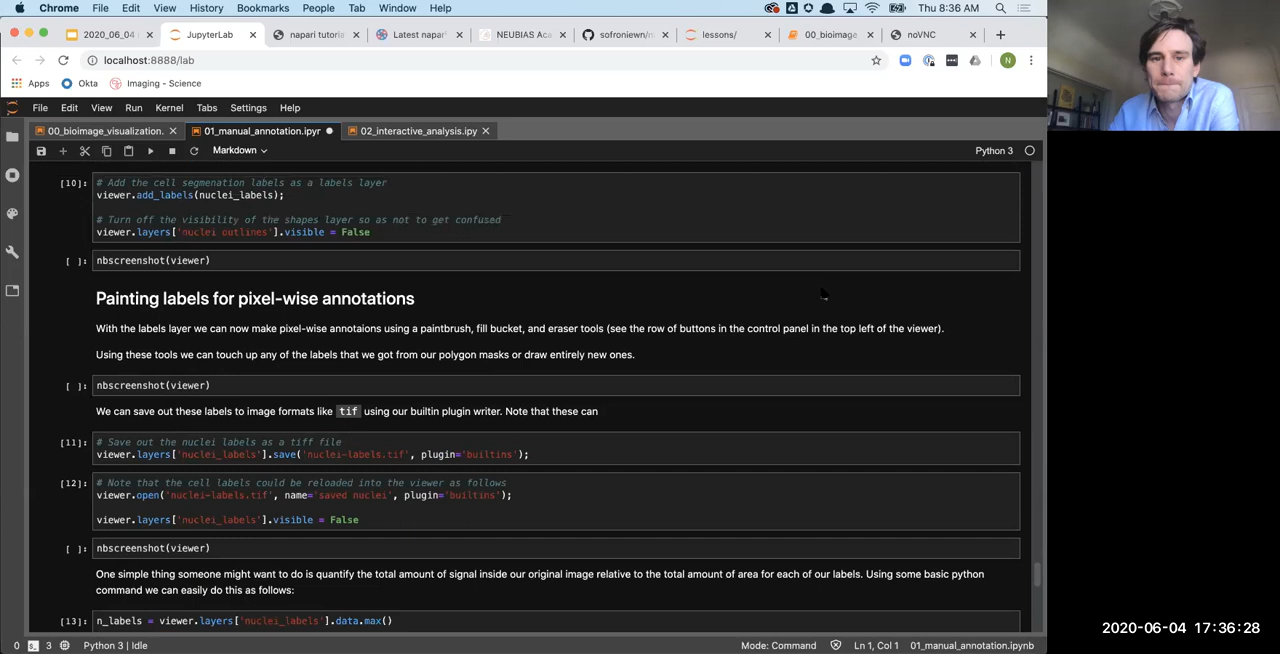 Chrome File Edit View History Bookmarks People Tab Window Help Thu 8:36 AM
2020_06_04 JupyterLab napari tutoria Latest napari NEUBIAS Aca sofroniewn/n lessons/ 00_bioimage_ noVNC
localhost:8888/lab N
Apps Okta Imaging - Science
File Edit View Run Kernel Tabs Settings Help
00_bioimage_visualization. 01_manual_annotation.ipyr 02_interactive_analysis.ipy
Markdown Python 3
[10]: # Add the cell segmenation labels as a labels layer
viewer.add_labels(nuclei_labels);
# Turn off the visibility of the shapes layer so as not to get confused
viewer.layers['nuclei outlines'].visible = False
[ ]: nbscreenshot(viewer)
Painting labels for pixel-wise annotations
With the labels layer we can now make pixel-wise annotaions using a paintbrush, fill bucket, and eraser tools (see the row of buttons in the control panel in the top left of the viewer).
Using these tools we can touch up any of the labels that we got from our polygon masks or draw entirely new ones.
[ ]: nbscreenshot(viewer)
We can save out these labels to image formats like tif using our builtin plugin writer. Note that these can
[11]: # Save out the nuclei labels as a tiff file
viewer.layers['nuclei_labels'].save('nuclei-labels.tif', plugin='builtins');
[12]: # Note that the cell labels could be reloaded into the viewer as follows
viewer.open('nuclei-labels.tif', name='saved nuclei', plugin='builtins');
viewer.layers['nuclei_labels'].visible = False
[ ]: nbscreenshot(viewer)
One simple thing someone might want to do is quantify the total amount of signal inside our original image relative to the total amount of area for each of our labels. Using some basic python
command we can easily do this as follows:
[13]: n_labels = viewer.layers['nuclei_labels'].data.max()
0 3 Python 3 | Idle Mode: Command Ln 1, Col 1 01_manual_annotation.ipynb
2020-06-04 17:36:28